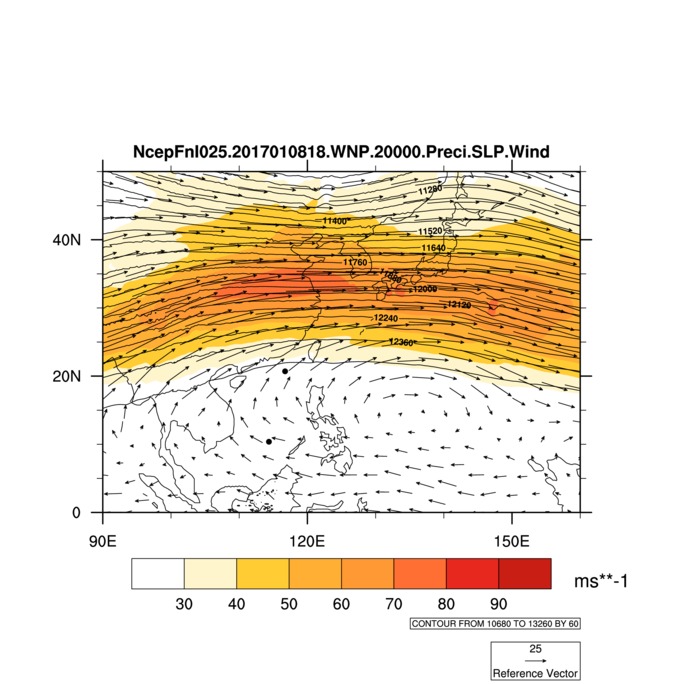 NcepFnl025.2017010818.WNP.20000.Preci.SLP.Wind
11280
11400
11520
11640
40N
11760
12000
12120
12240
12360
20N
0
90E 120E 150E
ms**-1
30 40 50 60 70 80 90
CONTOUR FROM 10680 TO 13260 BY 60
25
Reference Vector